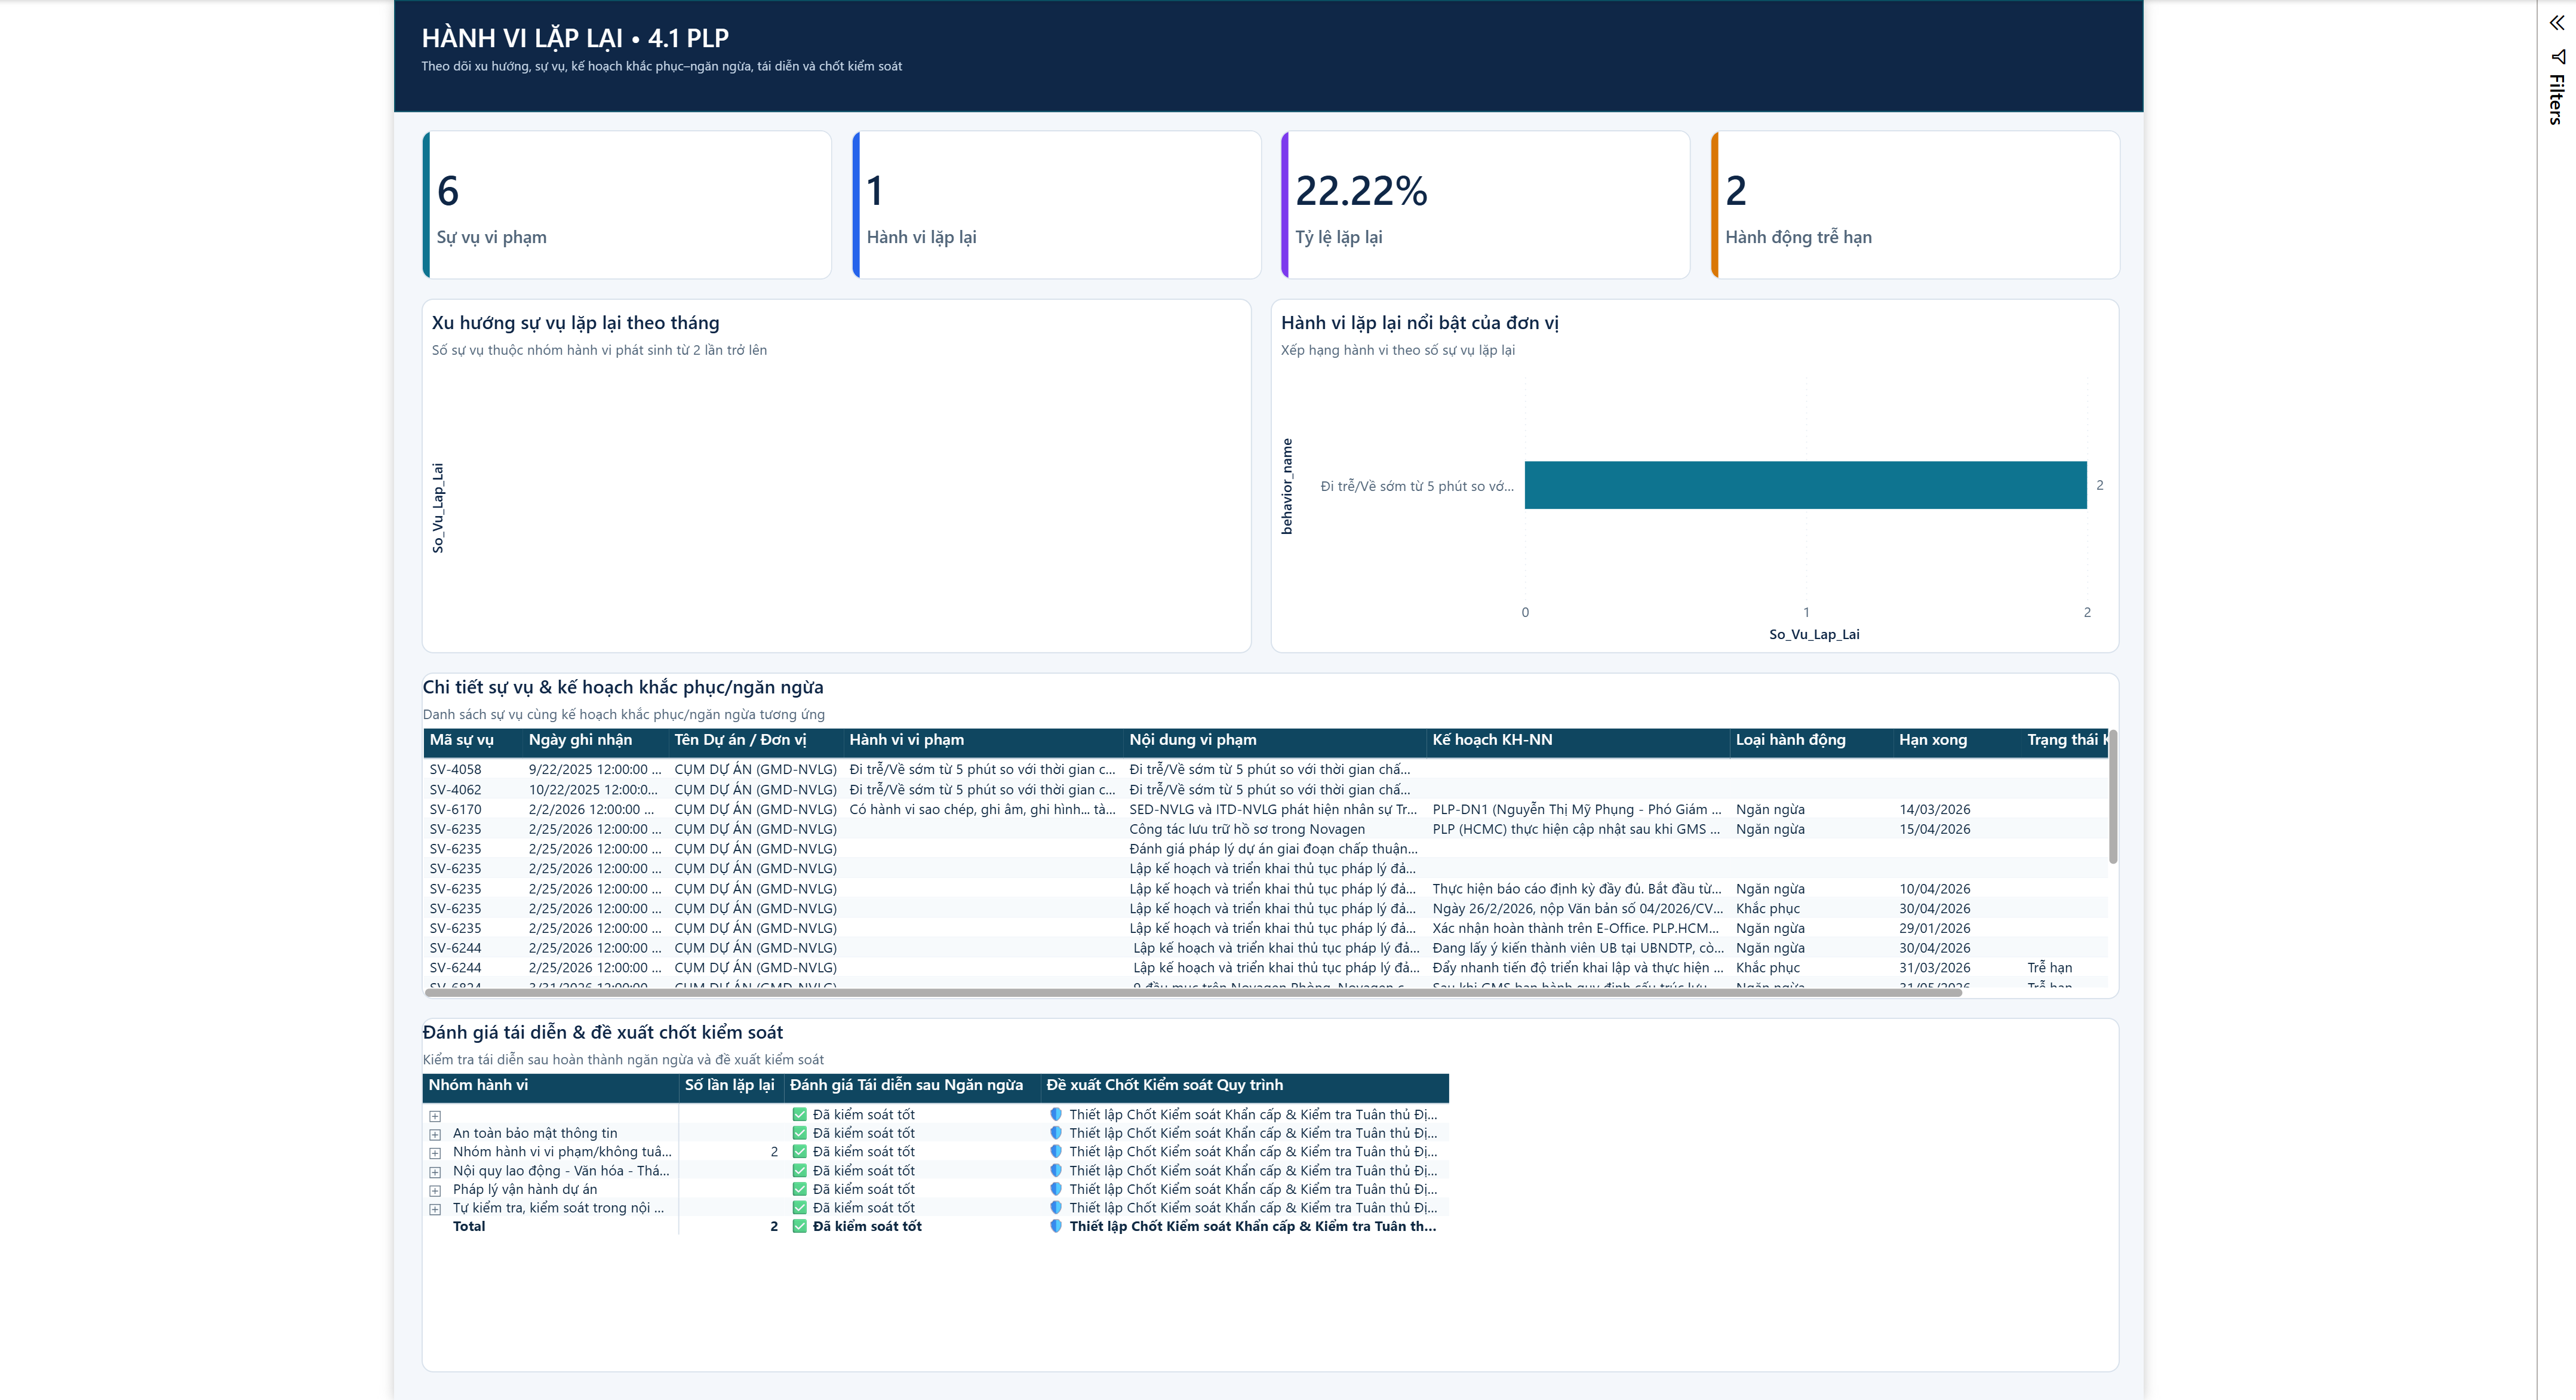 HÀNH VI LẶP LẠI • 4.1 PLP
Theo dõi xu hướng, sự vụ, kế hoạch khắc phục–ngăn ngừa, tái diễn và chốt kiểm soát
Filters
6
Sự vụ vi phạm
1
Hành vi lặp lại
22.22%
Tỷ lệ lặp lại
2
Hành động trễ hạn
Xu hướng sự vụ lặp lại theo tháng
Số sự vụ thuộc nhóm hành vi phát sinh từ 2 lần trở lên
So_Vu_Lap_Lai
Hành vi lặp lại nổi bật của đơn vị
Xếp hạng hành vi theo số sự vụ lặp lại
behavior_name
Đi trễ/Về sớm từ 5 phút so vớ...
2
0 1 2
So_Vu_Lap_Lai
Chi tiết sự vụ & kế hoạch khắc phục/ngăn ngừa
Danh sách sự vụ cùng kế hoạch khắc phục/ngăn ngừa tương ứng
Mã sự vụ Ngày ghi nhận Tên Dự án / Đơn vị Hành vi vi phạm Nội dung vi phạm Kế hoạch KH-NN Loại hành động Hạn xong Trạng thái K
SV-4058 9/22/2025 12:00:00 ... CỤM DỰ ÁN (GMD-NVLG) Đi trễ/Về sớm từ 5 phút so với thời gian c... Đi trễ/Về sớm từ 5 phút so với thời gian chấ...
SV-4062 10/22/2025 12:00:0... CỤM DỰ ÁN (GMD-NVLG) Đi trễ/Về sớm từ 5 phút so với thời gian c... Đi trễ/Về sớm từ 5 phút so với thời gian chấ...
SV-6170 2/2/2026 12:00:00 ... CỤM DỰ ÁN (GMD-NVLG) Có hành vi sao chép, ghi âm, ghi hình... tà... SED-NVLG và ITD-NVLG phát hiện nhân sự Tr... PLP-DN1 (Nguyễn Thị Mỹ Phụng - Phó Giám ... Ngăn ngừa 14/03/2026
SV-6235 2/25/2026 12:00:00 ... CỤM DỰ ÁN (GMD-NVLG) Công tác lưu trữ hồ sơ trong Novagen PLP (HCMC) thực hiện cập nhật sau khi GMS ... Ngăn ngừa 15/04/2026
SV-6235 2/25/2026 12:00:00 ... CỤM DỰ ÁN (GMD-NVLG) Đánh giá pháp lý dự án giai đoạn chấp thuận...
SV-6235 2/25/2026 12:00:00 ... CỤM DỰ ÁN (GMD-NVLG) Lập kế hoạch và triển khai thủ tục pháp lý đả...
SV-6235 2/25/2026 12:00:00 ... CỤM DỰ ÁN (GMD-NVLG) Lập kế hoạch và triển khai thủ tục pháp lý đả... Thực hiện báo cáo định kỳ đầy đủ. Bắt đầu từ... Ngăn ngừa 10/04/2026
SV-6235 2/25/2026 12:00:00 ... CỤM DỰ ÁN (GMD-NVLG) Lập kế hoạch và triển khai thủ tục pháp lý đả... Ngày 26/2/2026, nộp Văn bản số 04/2026/CV... Khắc phục 30/04/2026
SV-6235 2/25/2026 12:00:00 ... CỤM DỰ ÁN (GMD-NVLG) Lập kế hoạch và triển khai thủ tục pháp lý đả... Xác nhận hoàn thành trên E-Office. PLP.HCM... Ngăn ngừa 29/01/2026
SV-6244 2/25/2026 12:00:00 ... CỤM DỰ ÁN (GMD-NVLG) Lập kế hoạch và triển khai thủ tục pháp lý đả... Đang lấy ý kiến thành viên UB tại UBNDTP, cò... Ngăn ngừa 30/04/2026
SV-6244 2/25/2026 12:00:00 ... CỤM DỰ ÁN (GMD-NVLG) Lập kế hoạch và triển khai thủ tục pháp lý đả... Đẩy nhanh tiến độ triển khai lập và thực hiện ... Khắc phục 31/03/2026 Trễ hạn
Đánh giá tái diễn & đề xuất chốt kiểm soát
Kiểm tra tái diễn sau hoàn thành ngăn ngừa và đề xuất kiểm soát
Nhóm hành vi Số lần lặp lại Đánh giá Tái diễn sau Ngăn ngừa Đề xuất Chốt Kiểm soát Quy trình
✅ Đã kiểm soát tốt 🛡️ Thiết lập Chốt Kiểm soát Khẩn cấp & Kiểm tra Tuân thủ Đị...
An toàn bảo mật thông tin ✅ Đã kiểm soát tốt 🛡️ Thiết lập Chốt Kiểm soát Khẩn cấp & Kiểm tra Tuân thủ Đị...
Nhóm hành vi vi phạm/không tuâ... 2 ✅ Đã kiểm soát tốt 🛡️ Thiết lập Chốt Kiểm soát Khẩn cấp & Kiểm tra Tuân thủ Đị...
Nội quy lao động - Văn hóa - Thá... ✅ Đã kiểm soát tốt 🛡️ Thiết lập Chốt Kiểm soát Khẩn cấp & Kiểm tra Tuân thủ Đị...
Pháp lý vận hành dự án ✅ Đã kiểm soát tốt 🛡️ Thiết lập Chốt Kiểm soát Khẩn cấp & Kiểm tra Tuân thủ Đị...
Tự kiểm tra, kiểm soát trong nội ... ✅ Đã kiểm soát tốt 🛡️ Thiết lập Chốt Kiểm soát Khẩn cấp & Kiểm tra Tuân thủ Đị...
Total 2 ✅ Đã kiểm soát tốt 🛡️ Thiết lập Chốt Kiểm soát Khẩn cấp & Kiểm tra Tuân th...